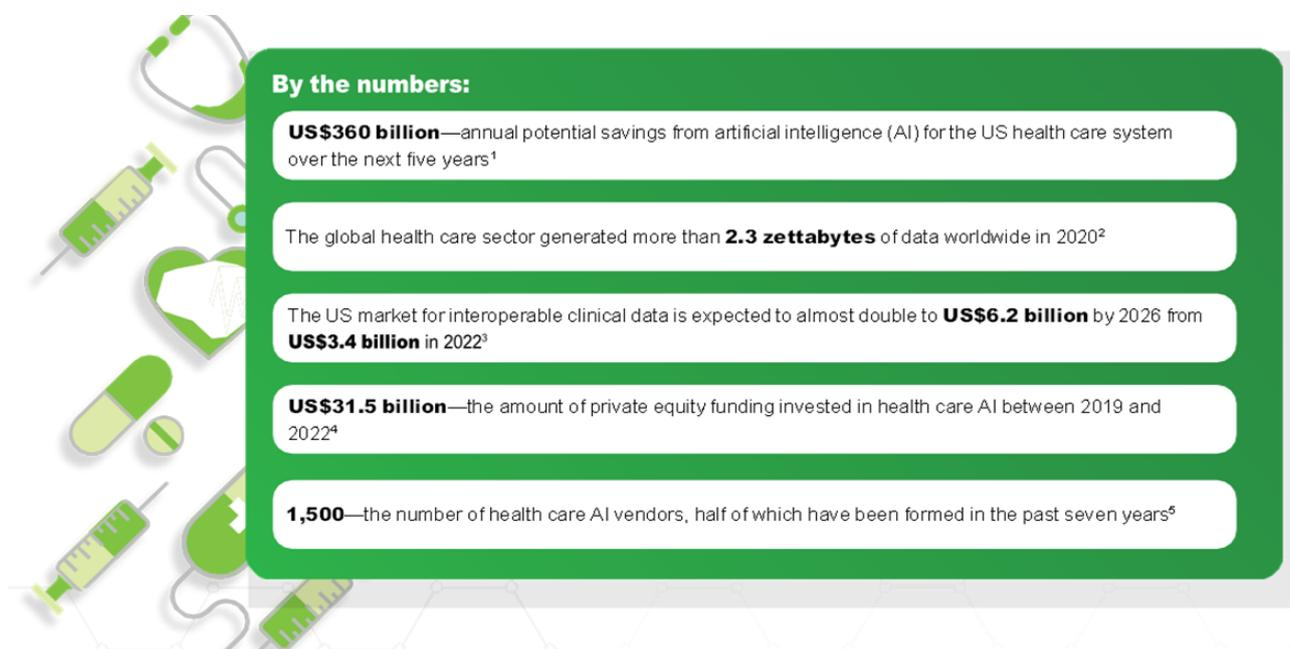 By the numbers:
US$360 billion—annual potential savings from artificial intelligence (AI) for the US health care system
over the next five years¹
The global health care sector generated more than 2.3 zettabytes of data worldwide in 2020²
The US market for interoperable clinical data is expected to almost double to US$6.2 billion by 2026 from
US$3.4 billion in 2022³
US$31.5 billion—the amount of private equity funding invested in health care AI between 2019 and
2022⁴
1,500—the number of health care AI vendors, half of which have been formed in the past seven years⁵